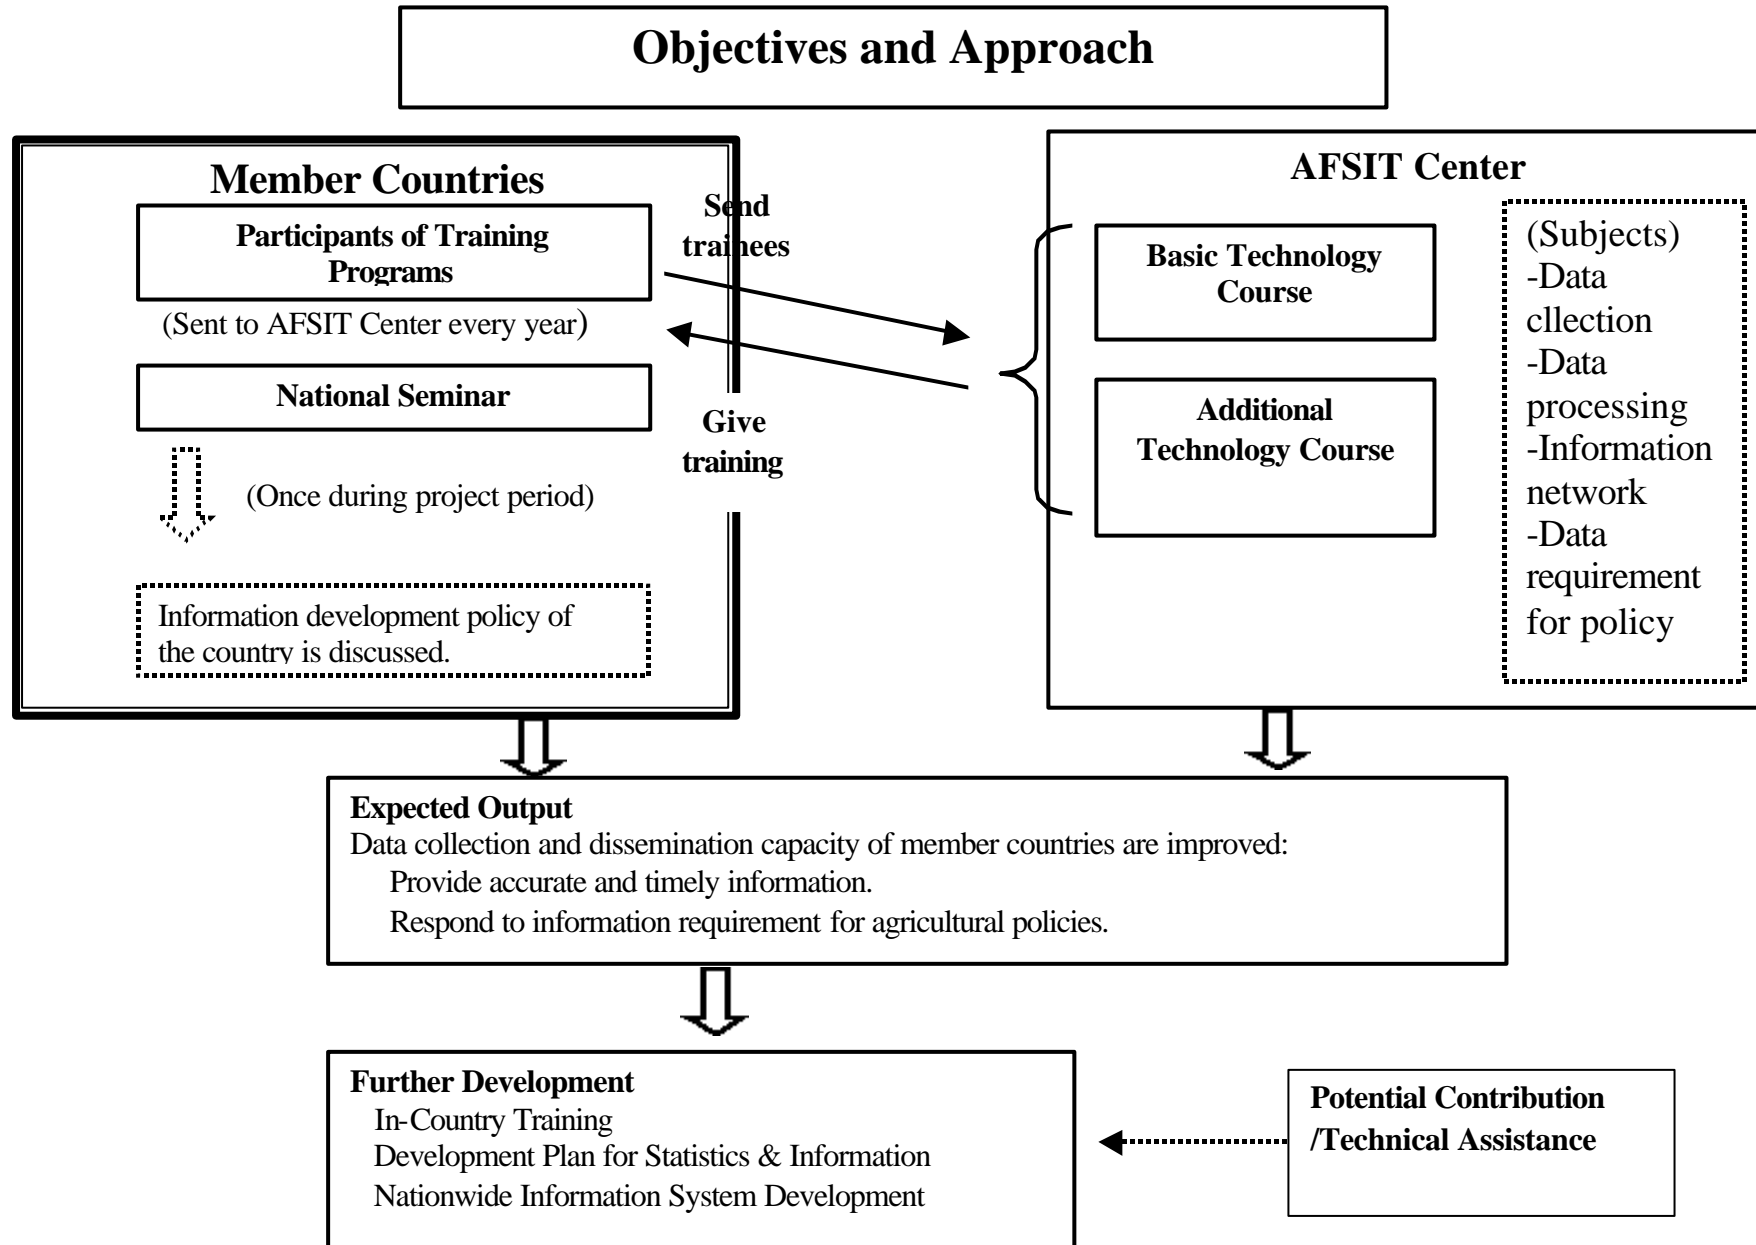 Objectives and Approach
Member Countries
Participants of Training
Programs
(Sent to AFSIT Center every year)
National Seminar
(Once during project period)
Information development policy of
the country is discussed.
Send
trainees
Give
training
AFSIT Center
Basic Technology
Course
Additional
Technology Course
(Subjects)
-Data
cllection
-Data
processing
-Information
network
-Data
requirement
for policy
Expected Output
Data collection and dissemination capacity of member countries are improved:
Provide accurate and timely information.
Respond to information requirement for agricultural policies.
Further Development
In-Country Training
Development Plan for Statistics & Information
Nationwide Information System Development
Potential Contribution
/Technical Assistance